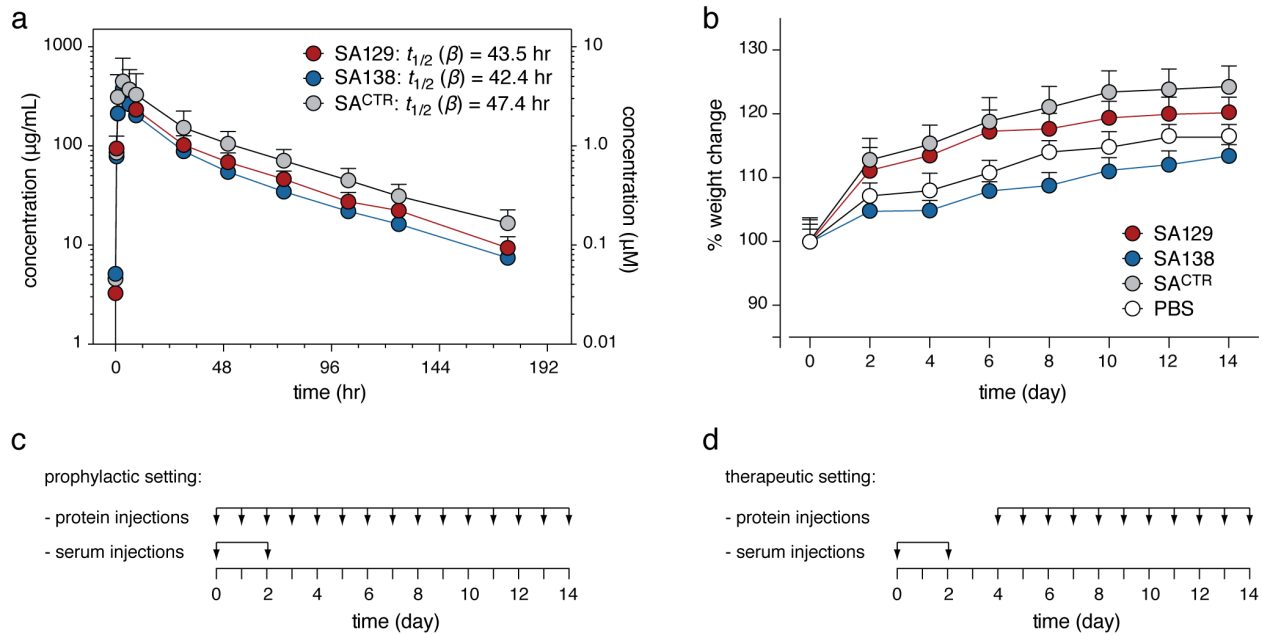 a
1000
100
10
1
concentration (µg/mL)
SA129: t1/2 (β) = 43.5 hr
SA138: t1/2 (β) = 42.4 hr
SACTR: t1/2 (β) = 47.4 hr
10
1.0
0.1
0.01
concentration (µM)
0 48 96 144 192
time (hr)
b
130
120
110
100
90
% weight change
SA129
SA138
SACTR
PBS
0 2 4 6 8 10 12 14
time (day)
c
prophylactic setting:
- protein injections
- serum injections
0 2 4 6 8 10 12 14
time (day)
d
therapeutic setting:
- protein injections
- serum injections
0 2 4 6 8 10 12 14
time (day)